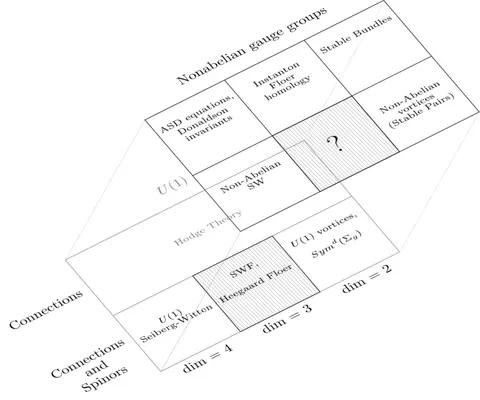 Nonabelian gauge groups
ASD equations,
Donaldson
invariants
Instanton
Floer
homology
Stable Bundles
Non-Abelian
SW
?
Non-Abelian
vortices
(Stable Pairs)
U(1)
Hodge Theory
Connections
U(1)
Seiberg-Witten
SWF,
Heegaard Floer
U(1) vortices,
Sym^d(Σ_g)
Connections
and
Spinors
dim = 4
dim = 3
dim = 2